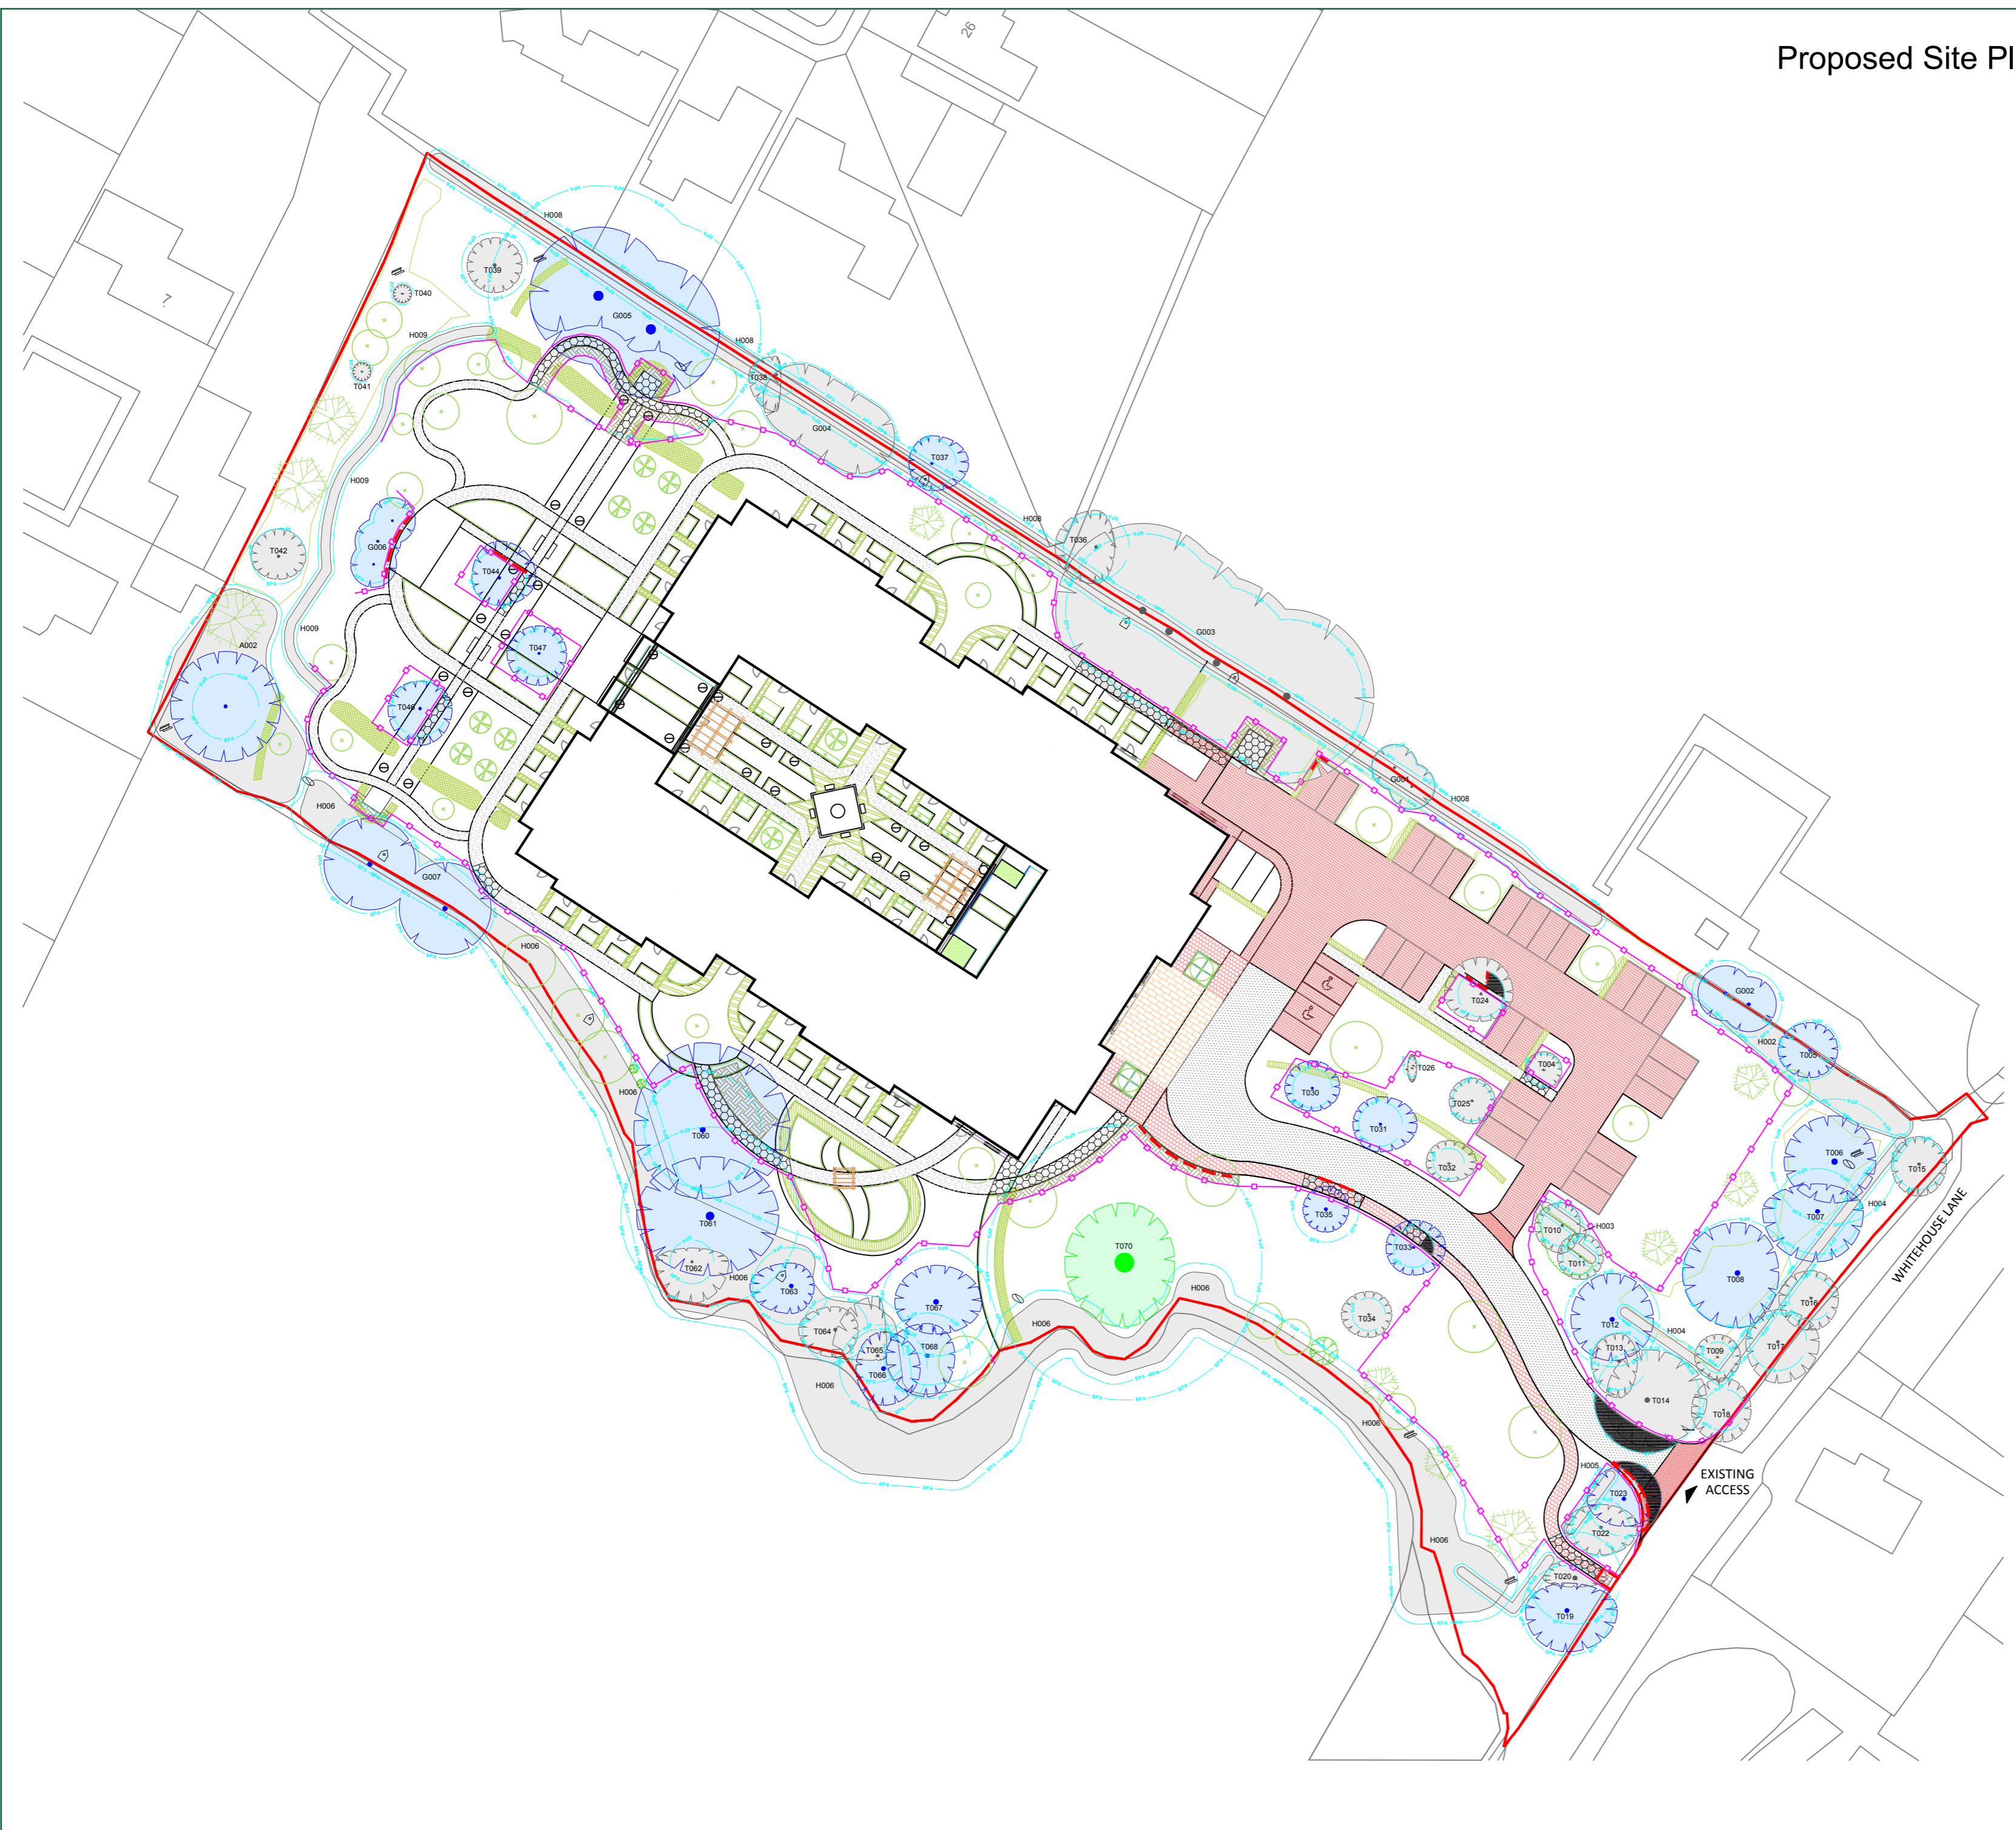 26
Proposed Site Pl
H008
T039
T040
G005
7
H009
H008
T041
T038
G004
T037
H009
H008
T036
G006
T042
T044
G003
H009
T047
A002
T046
G001
H008
H006
G007
H006
T024
G002
H002
T005
T026
T004
H006
T030
T025
T060
T031
T006
T032
T015
H004
T061
T035
T007
WHITEHOUSE LANE
T010
H003
T070
T033
T011
T062
H006
T008
T063
H006
T067
T016
T034
T012
H006
T064
H004
T017
T065
T068
T013
T009
T066
H006
T014
T018
H006
H005
EXISTING
ACCESS
T023
T022
H006
T020
T019